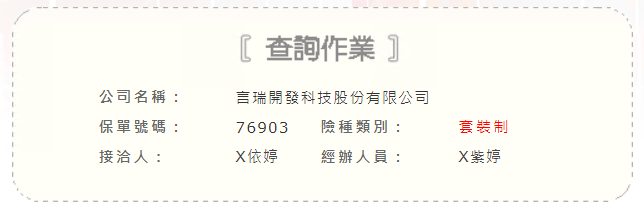 〖 查詢作業 〗
公司名稱： 言瑞開發科技股份有限公司
保單號碼： 76903 險種類別： 套裝制
接洽人： X依婷 經辦人員： X紫婷